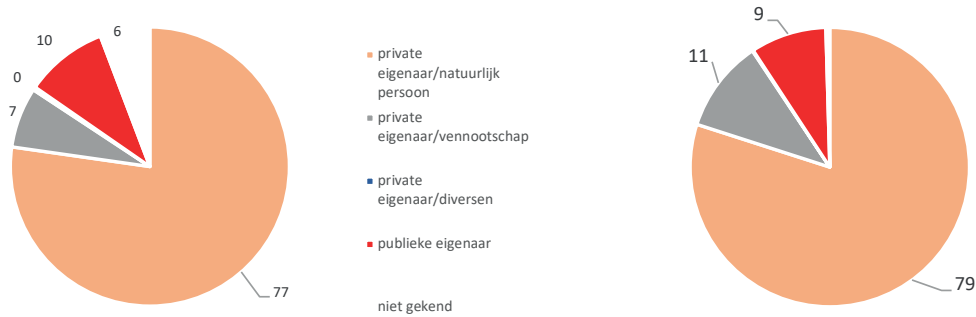 6
10
0
7
77
private
eigenaar/natuurlijk
persoon
private
eigenaar/vennootschap
private
eigenaar/diversen
publieke eigenaar
niet gekend
9
11
79